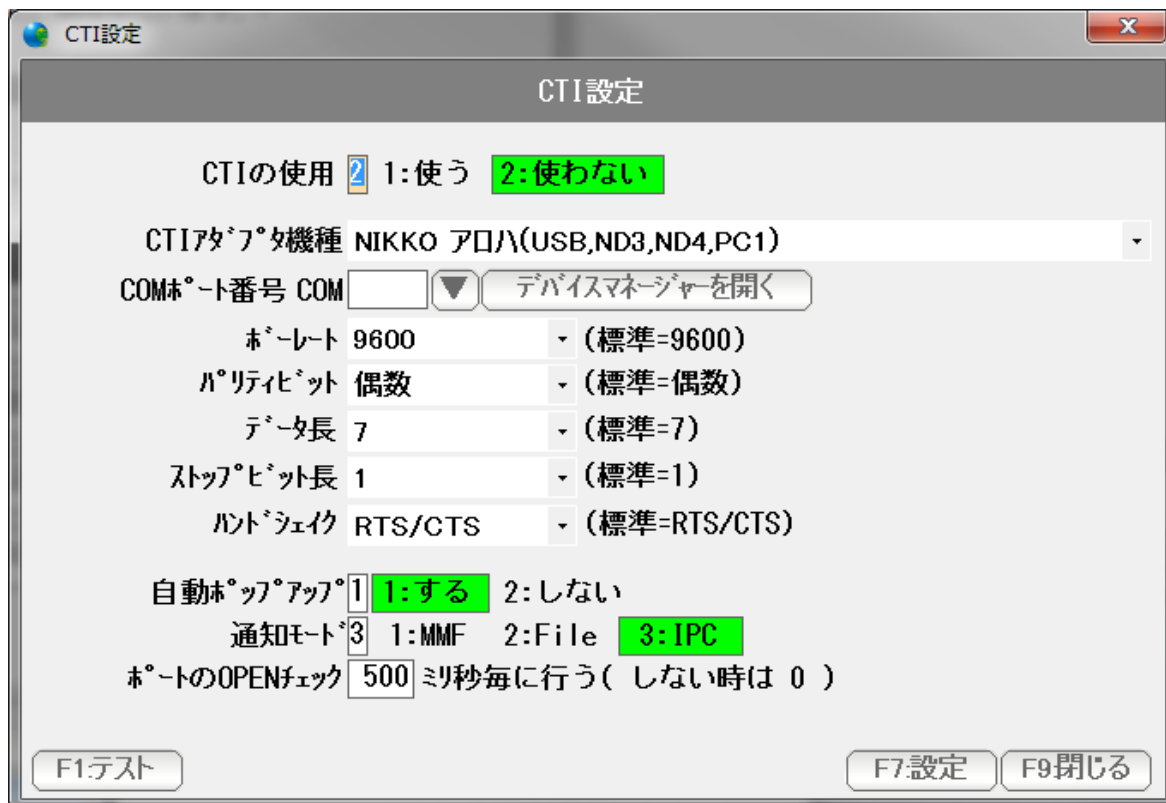 CTI設定
X
CTI設定
CTIの使用 2 1:使う 2:使わない
CTIｱﾀﾞﾌﾟﾀ機種 NIKKO アロハ(USB,ND3,ND4,PC1)
COMﾎﾟｰﾄ番号 COM ▼ デバイスマネージャーを開く
ﾎﾞｰﾚｰﾄ 9600 (標準=9600)
ﾊﾟﾘﾃｨﾋﾞｯﾄ 偶数 (標準=偶数)
ﾃﾞｰﾀ長 7 (標準=7)
ｽﾄｯﾌﾟﾋﾞｯﾄ長 1 (標準=1)
ﾊﾝﾄﾞｼｪｲｸ RTS/CTS (標準=RTS/CTS)
自動ﾎﾟｯﾌﾟｱｯﾌﾟ 1 1:する 2:しない
通知ﾓｰﾄﾞ 3 1:MMF 2:File 3:IPC
ﾎﾟｰﾄのOPENﾁｪｯｸ 500 ﾐﾘ秒毎に行う( しない時は 0 )
F1:テスト F7:設定 F9:閉じる